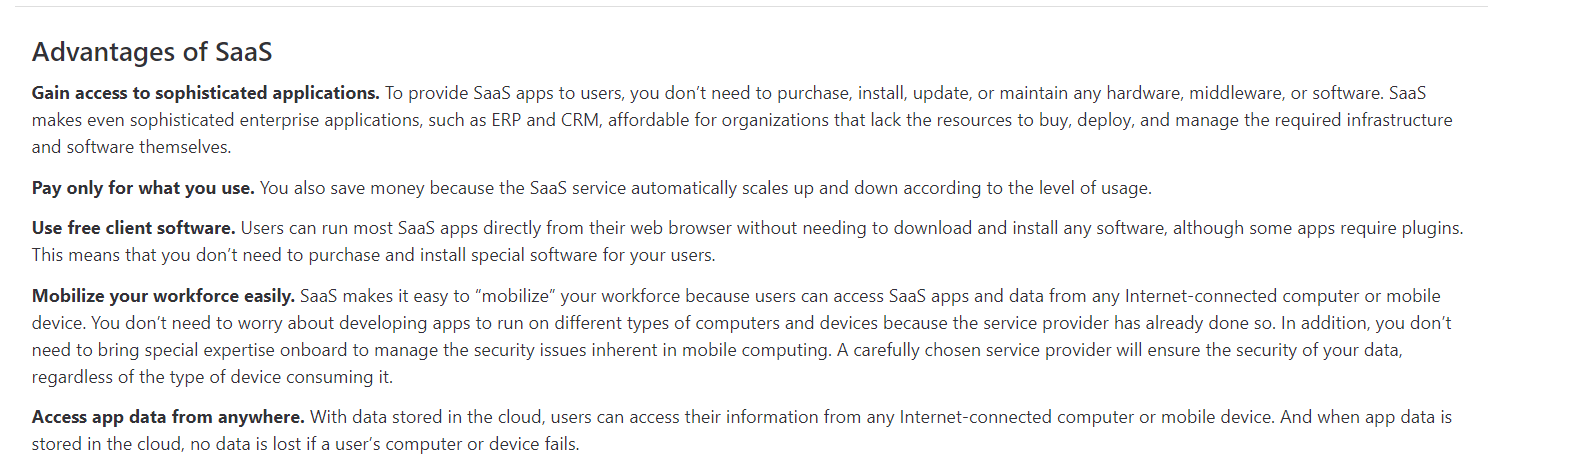 Advantages of SaaS
Gain access to sophisticated applications. To provide SaaS apps to users, you don’t need to purchase, install, update, or maintain any hardware, middleware, or software. SaaS
makes even sophisticated enterprise applications, such as ERP and CRM, affordable for organizations that lack the resources to buy, deploy, and manage the required infrastructure
and software themselves.
Pay only for what you use. You also save money because the SaaS service automatically scales up and down according to the level of usage.
Use free client software. Users can run most SaaS apps directly from their web browser without needing to download and install any software, although some apps require plugins.
This means that you don’t need to purchase and install special software for your users.
Mobilize your workforce easily. SaaS makes it easy to “mobilize” your workforce because users can access SaaS apps and data from any Internet-connected computer or mobile
device. You don’t need to worry about developing apps to run on different types of computers and devices because the service provider has already done so. In addition, you don’t
need to bring special expertise onboard to manage the security issues inherent in mobile computing. A carefully chosen service provider will ensure the security of your data,
regardless of the type of device consuming it.
Access app data from anywhere. With data stored in the cloud, users can access their information from any Internet-connected computer or mobile device. And when app data is
stored in the cloud, no data is lost if a user’s computer or device fails.